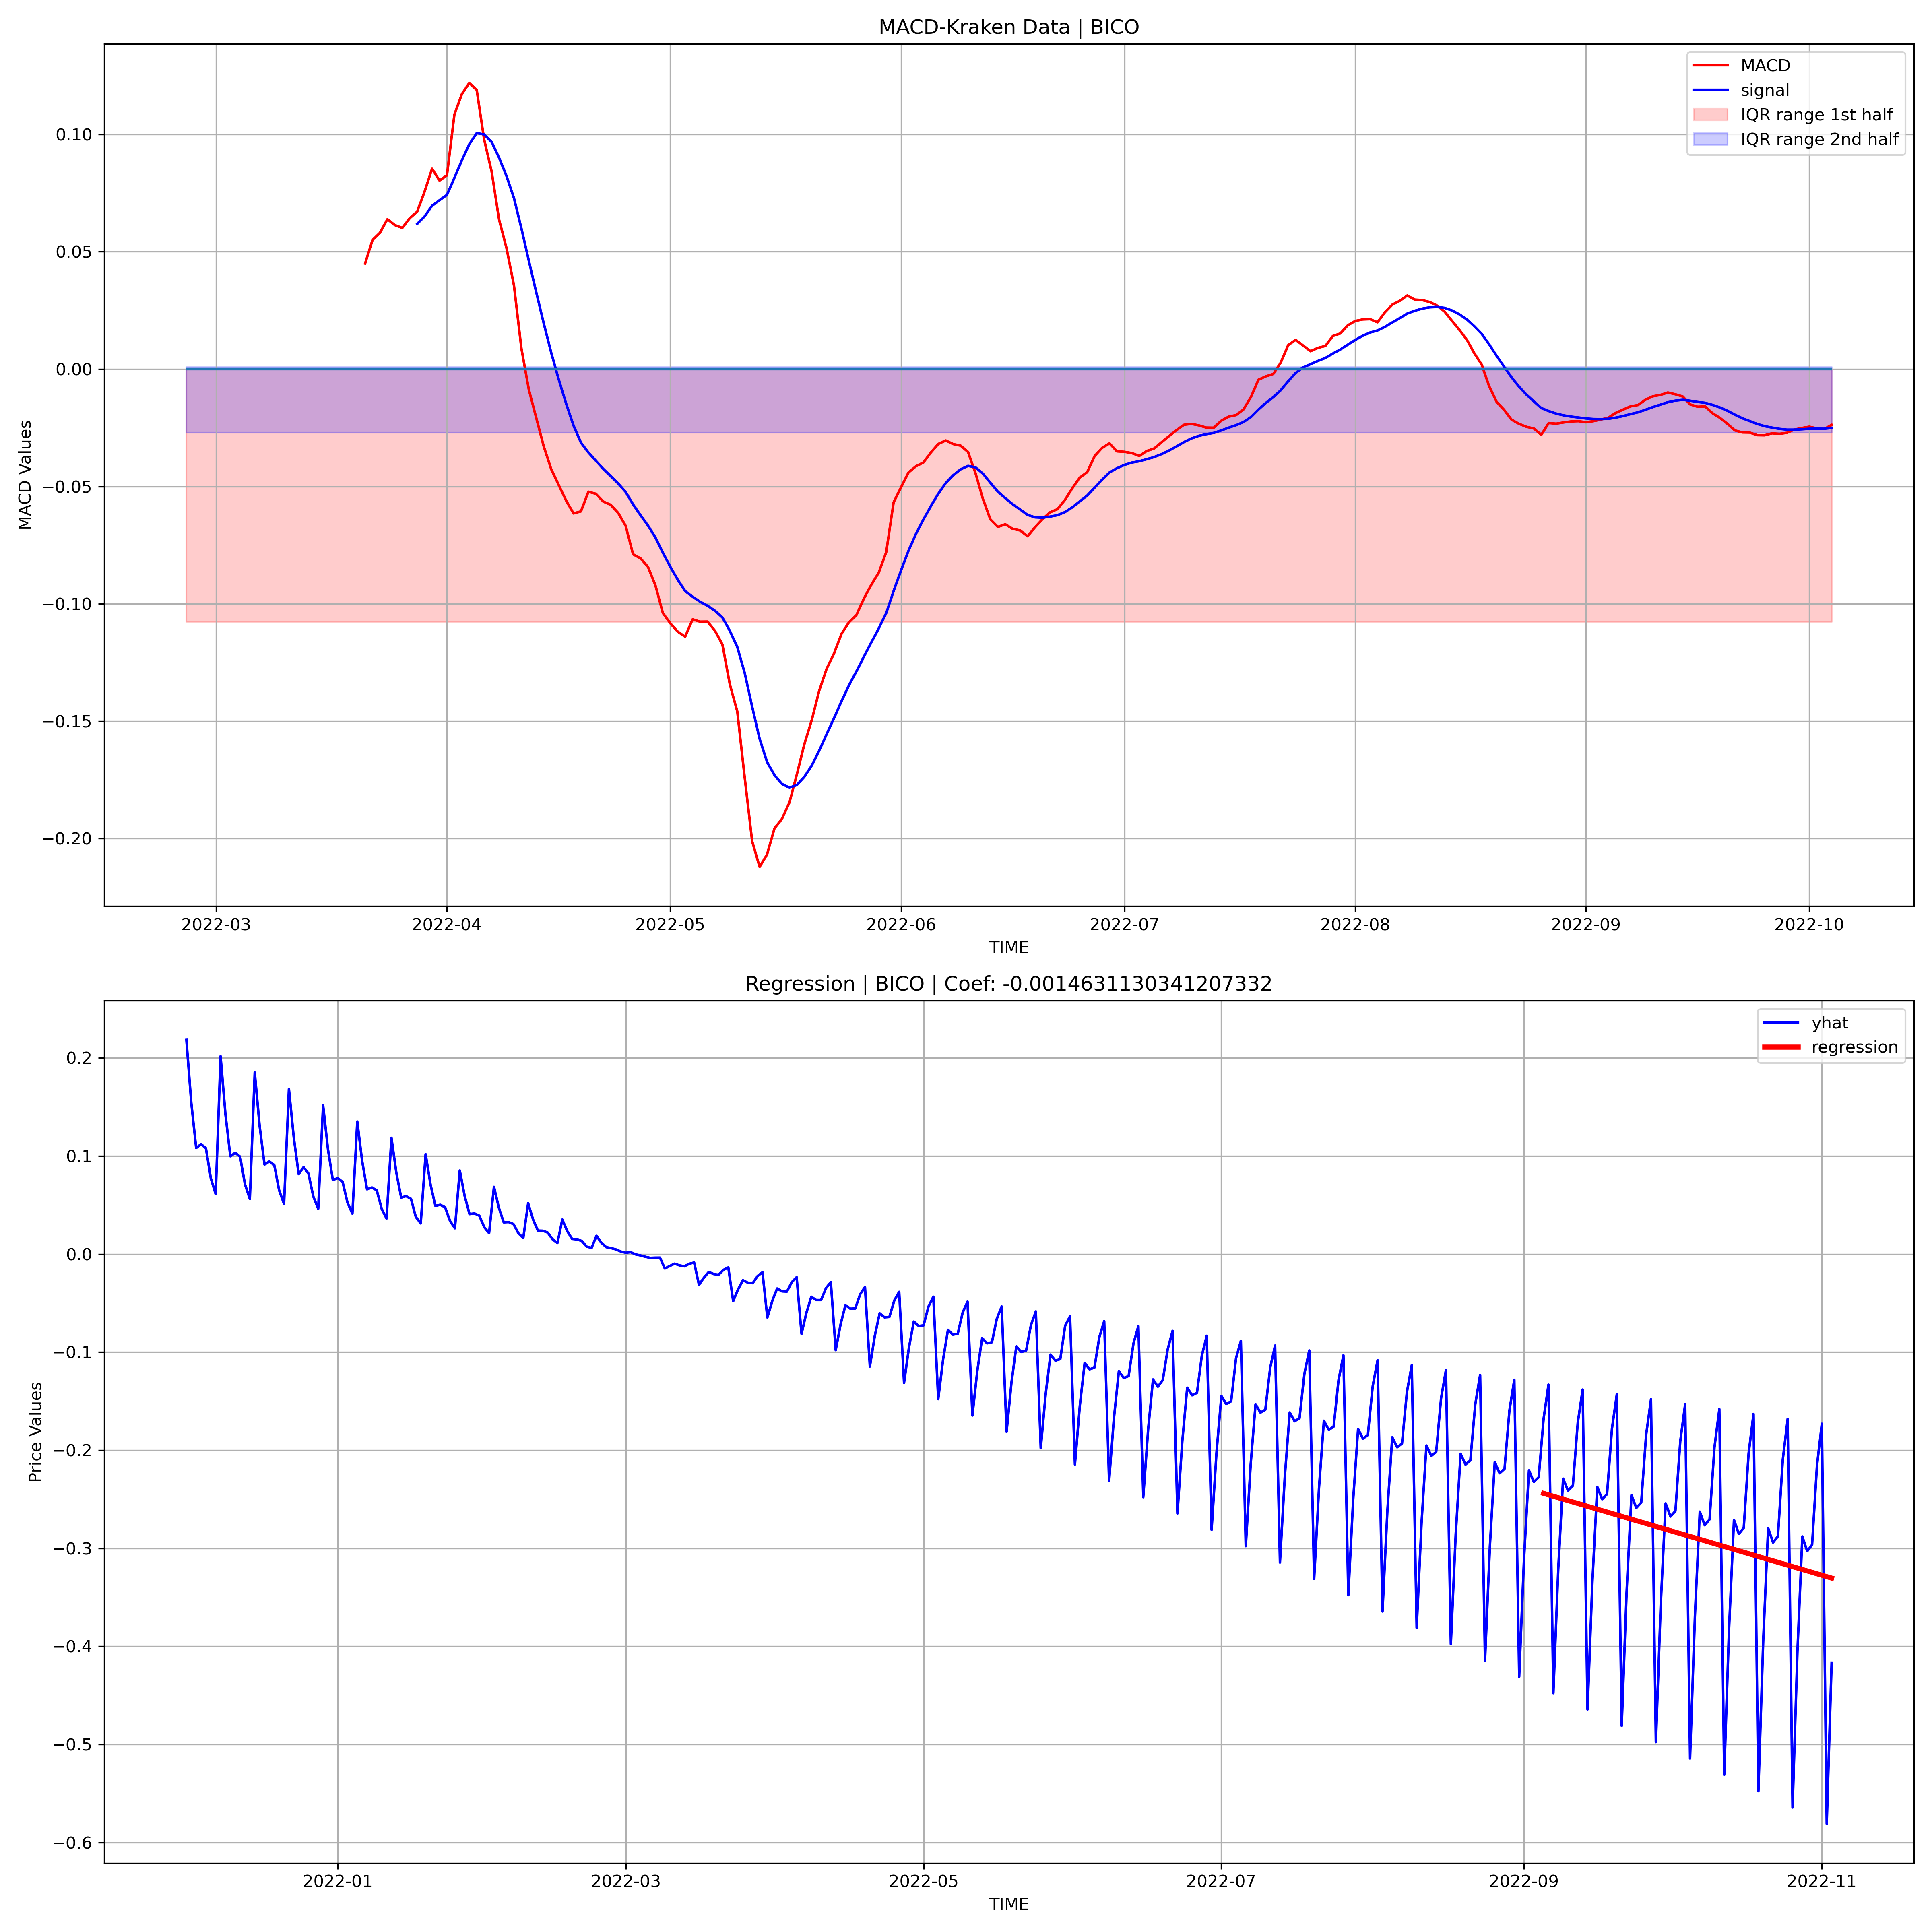 MACD-Kraken Data | BICO
MACD
signal
IQR range 1st half
IQR range 2nd half
MACD Values
0.10
0.05
0.00
−0.05
−0.10
−0.15
−0.20
2022-03 2022-04 2022-05 2022-06 2022-07 2022-08 2022-09 2022-10
TIME
Regression | BICO | Coef: -0.0014631130341207332
yhat
regression
Price Values
0.2
0.1
0.0
−0.1
−0.2
−0.3
−0.4
−0.5
−0.6
2022-01 2022-03 2022-05 2022-07 2022-09 2022-11
TIME